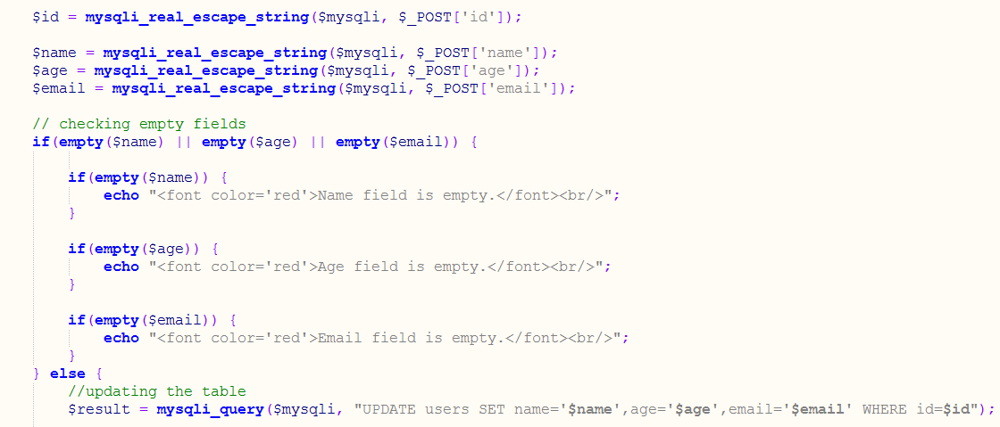 $id = mysqli_real_escape_string($mysqli, $_POST['id']);
$name = mysqli_real_escape_string($mysqli, $_POST['name']);
$age = mysqli_real_escape_string($mysqli, $_POST['age']);
$email = mysqli_real_escape_string($mysqli, $_POST['email']);
// checking empty fields
if(empty($name) || empty($age) || empty($email)) {
if(empty($name)) {
echo "<font color='red'>Name field is empty.</font><br/>";
}
if(empty($age)) {
echo "<font color='red'>Age field is empty.</font><br/>";
}
if(empty($email)) {
echo "<font color='red'>Email field is empty.</font><br/>";
}
} else {
//updating the table
$result = mysqli_query($mysqli, "UPDATE users SET name='$name',age='$age',email='$email' WHERE id=$id");